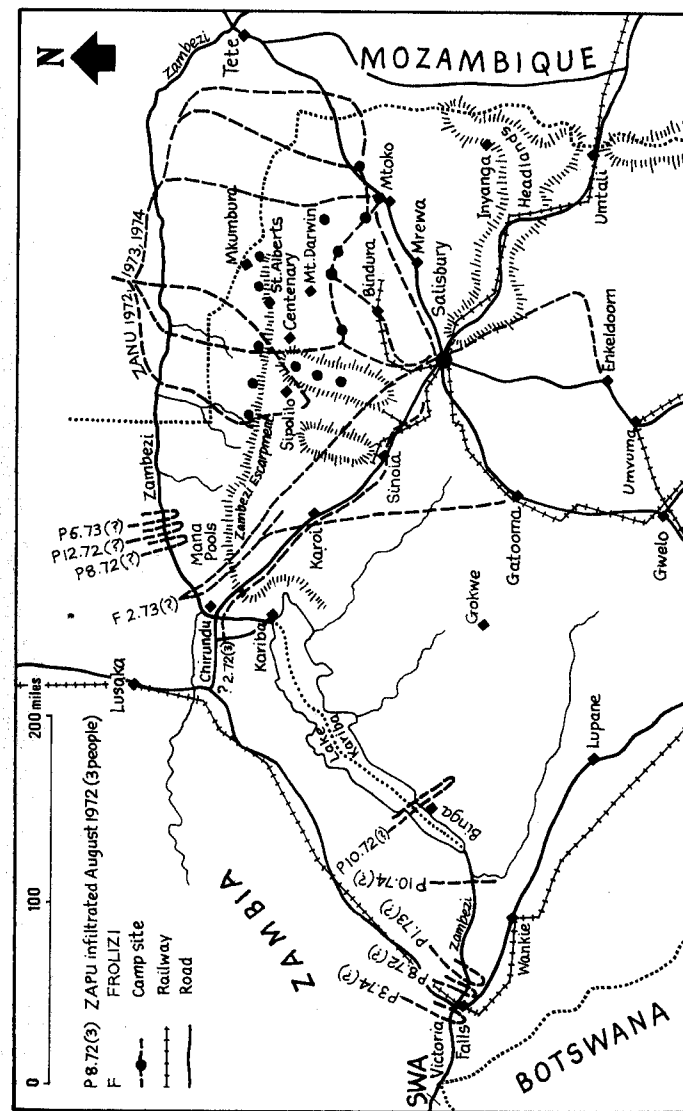 0 100 200 miles
P8.72(3) ZAPU infiltrated August 1972 (3 people)
F FROLIZI
Camp site
Railway
Road
N
ZAMBIA
MOZAMBIQUE
BOTSWANA
SWA
Lusaka
Zambezi
Zambezi
Zambezi
Tete
ZANU 1972, 1973, 1974
P6.73(?)
P12.72(?)
P8.72(?)
F 2.73(?)
? 2.72(3)
P10.72(?)
P10.74(?)
P1.73(?)
P8.72(?)
P3.74(?)
Mana
Pools
Chirundu
Kariba
Lake
Kariba
Binga
Victoria
Falls
Wankie
Lupane
Gokwe
Karoi
Sinoia
Zambezi Escarpment
Sipolilo
Centenary
St. Alberts
Mkumbura
Mt. Darwin
Bindura
Mtoko
Mrewa
Salisbury
Inyanga
Headlands
Umtali
Enkeldoorn
Umvuma
Gatooma
Gwelo